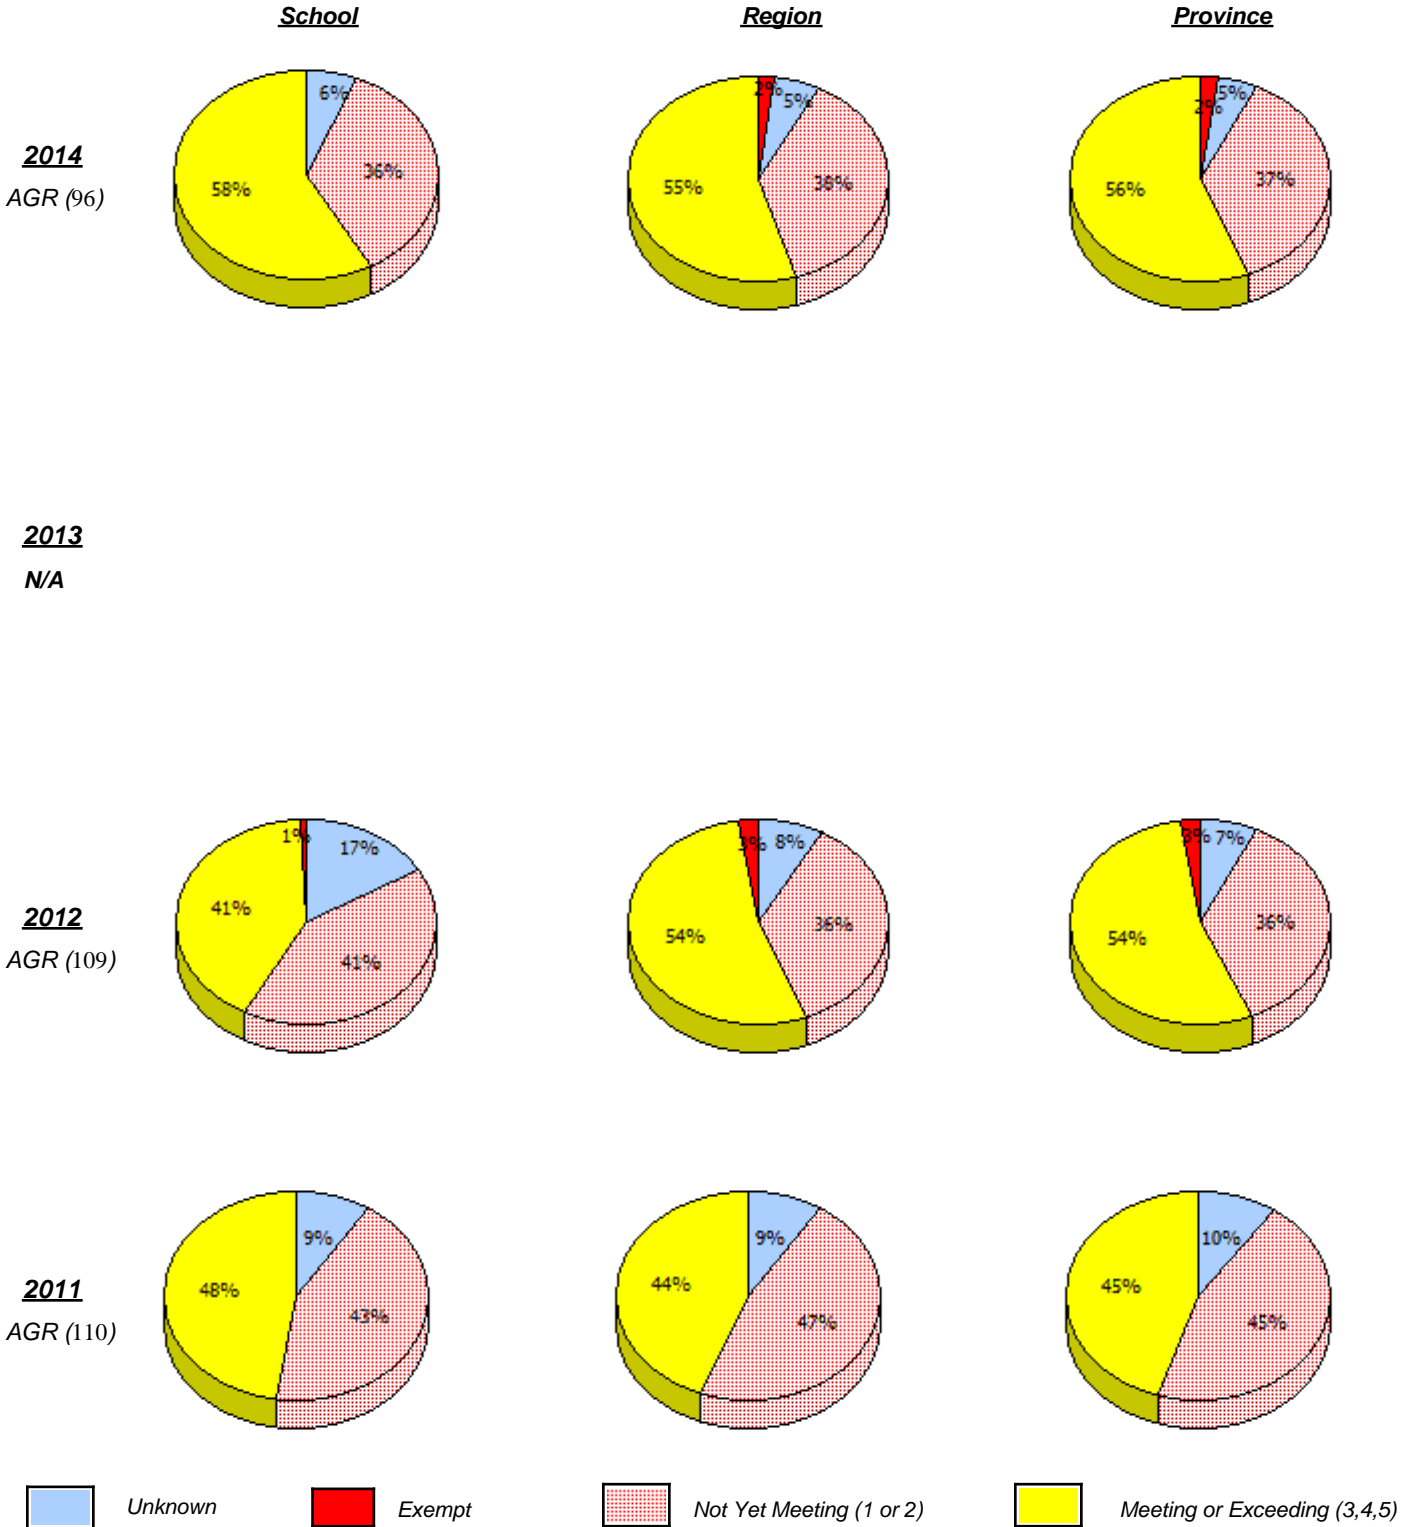 School Region Province
6% 36% 58%
2% 5% 38% 55%
2% 5% 37% 56%
2014
AGR (96)
2013
N/A
1% 17% 41% 41%
3% 8% 36% 54%
3% 7% 36% 54%
2012
AGR (109)
9% 43% 48%
9% 47% 44%
10% 45% 45%
2011
AGR (110)
Unknown Exempt Not Yet Meeting (1 or 2) Meeting or Exceeding (3,4,5)